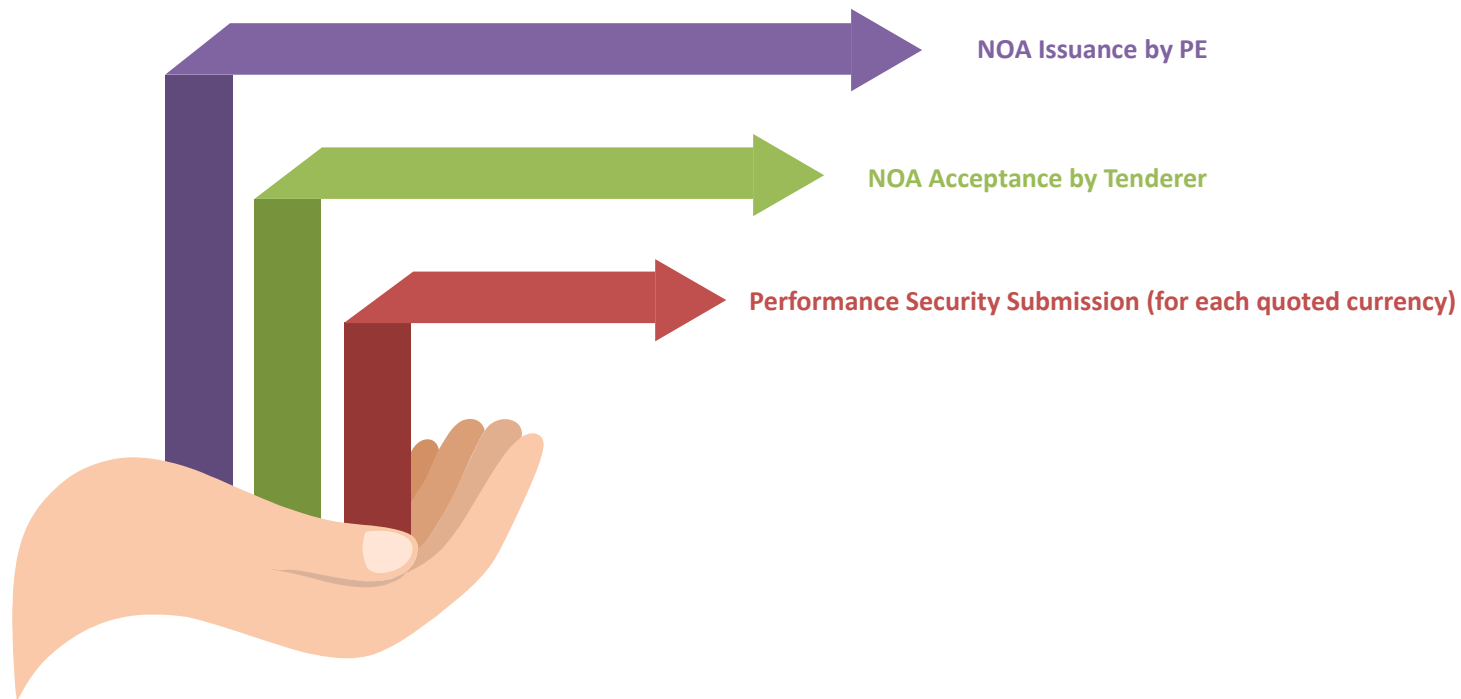 NOA Issuance by PE
NOA Acceptance by Tenderer
Performance Security Submission (for each quoted currency)